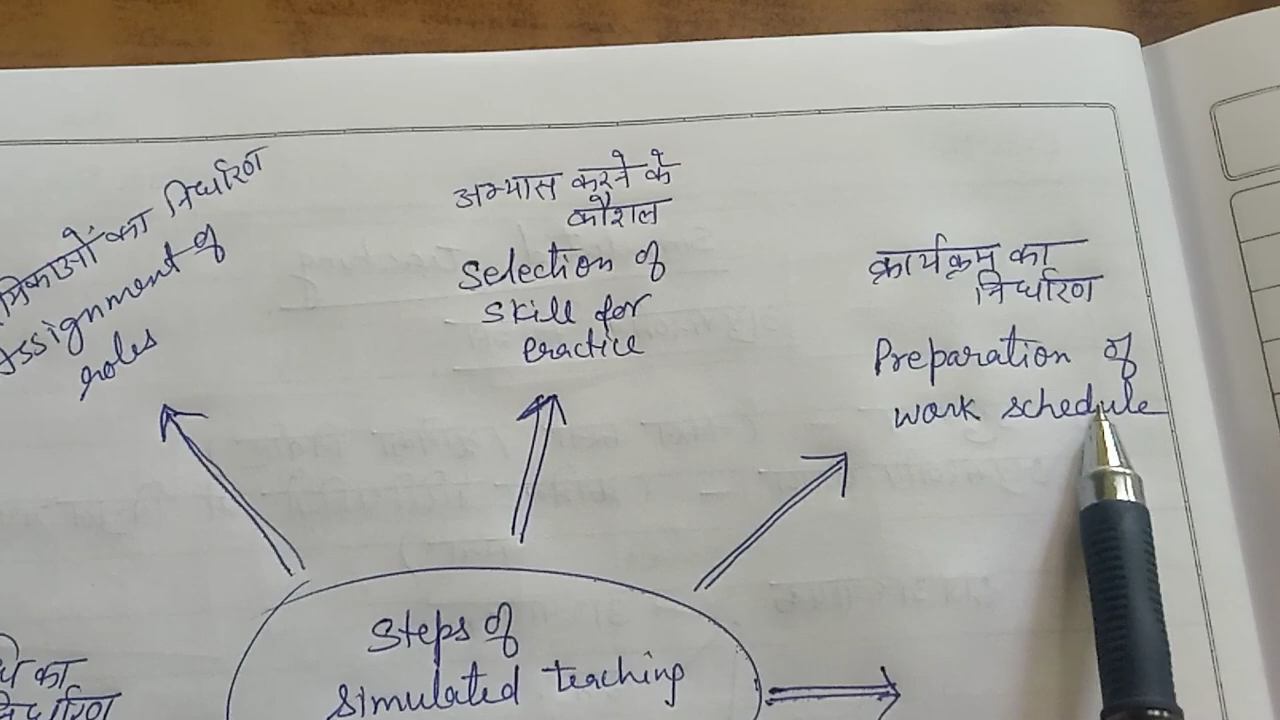 का निर्धारण
Assignment of
roles
अभ्यास करने के
कौशल
Selection of
skill for
Practice
कार्यक्रम का
निर्धारण
Preparation of
work schedule
Steps of
simulated teaching
का
निर्धारण